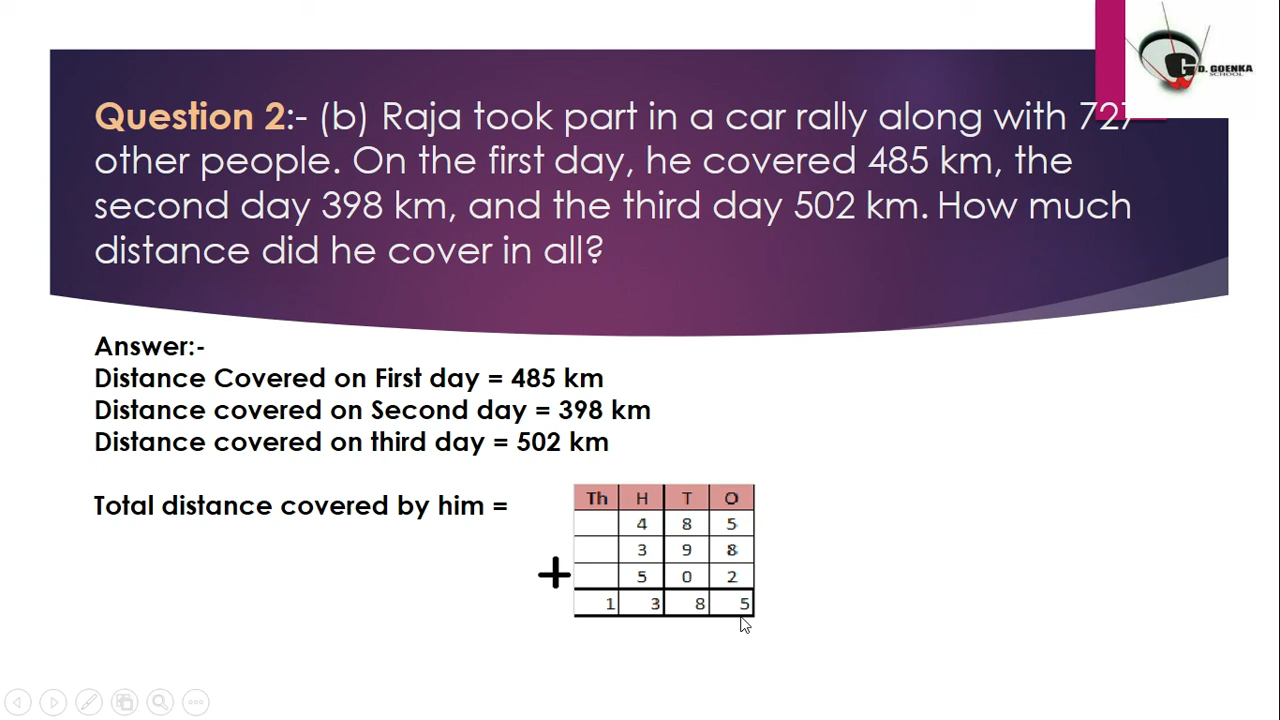 D. GOENKA
SCHOOL
Question 2:- (b) Raja took part in a car rally along with 727
other people. On the first day, he covered 485 km, the
second day 398 km, and the third day 502 km. How much
distance did he cover in all?
Answer:-
Distance Covered on First day = 485 km
Distance covered on Second day = 398 km
Distance covered on third day = 502 km
Total distance covered by him =
Th H T O
4 8 5
3 9 8
+ 5 0 2
1 3 8 5